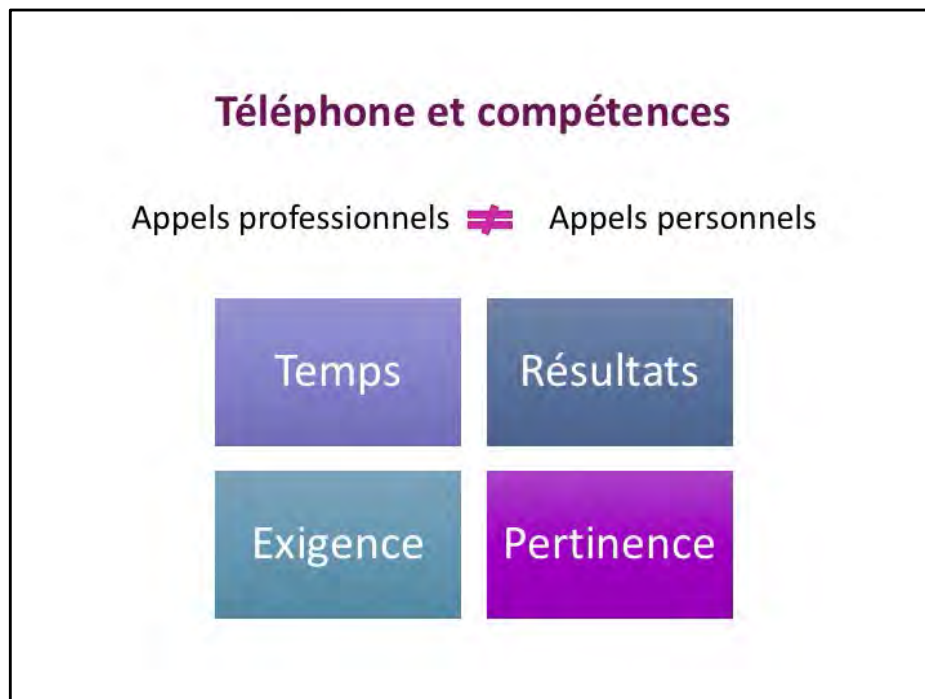 Téléphone et compétences
Appels professionnels ≠ Appels personnels
Temps
Résultats
Exigence
Pertinence